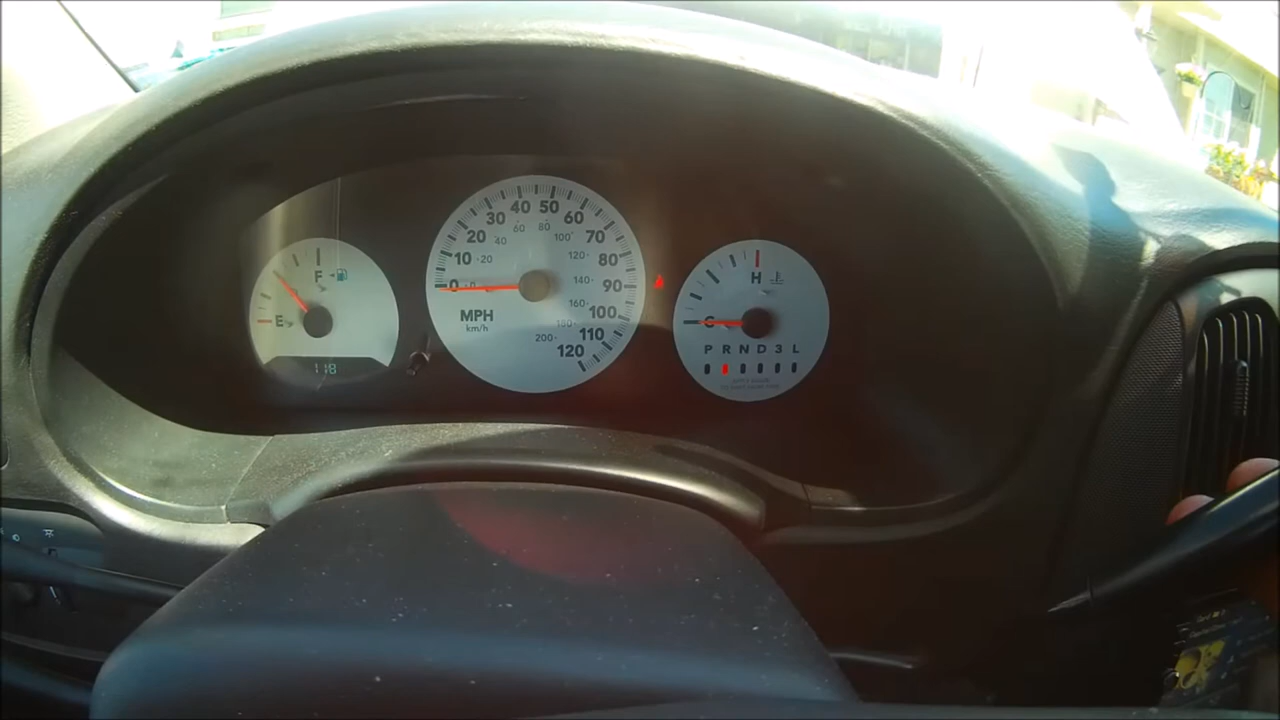 F
E
118
0 10 20 30 40 50 60 70 80 90 100 110 120
0 20 40 60 80 100 120 140 160 180 200
MPH
km/h
H
C
P R N D 3 L